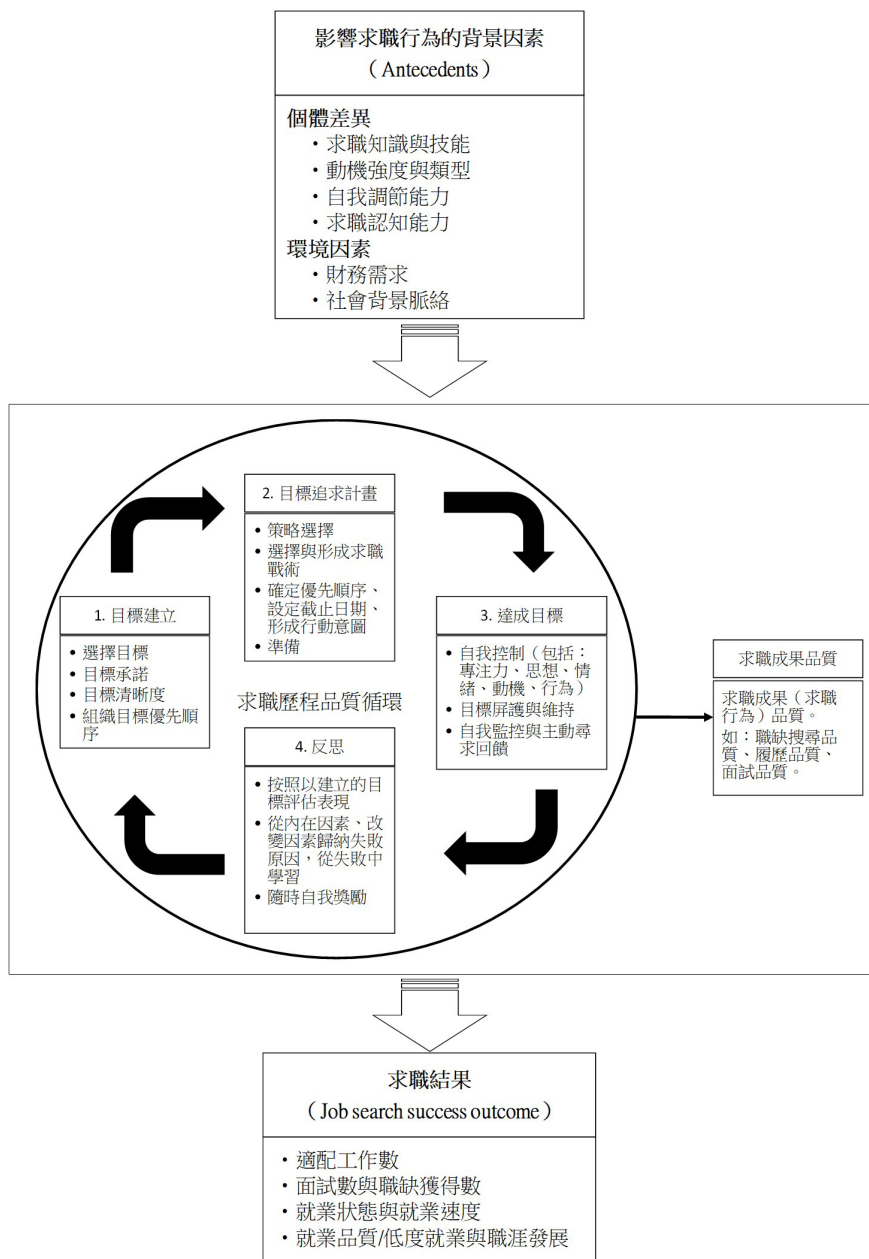 影響求職行為的背景因素
（Antecedents）
個體差異
・求職知識與技能
・動機強度與類型
・自我調節能力
・求職認知能力
環境因素
・財務需求
・社會背景脈絡
2. 目標追求計畫
• 策略選擇
• 選擇與形成求職
戰術
• 確定優先順序、
設定截止日期、
形成行動意圖
• 準備
1. 目標建立
• 選擇目標
• 目標承諾
• 目標清晰度
• 組織目標優先順
序
3. 達成目標
• 自我控制（包括：
專注力、思想、情
緒、動機、行為）
• 目標屏護與維持
• 自我監控與主動尋
求回饋
求職歷程品質循環
4. 反思
• 按照以建立的目
標評估表現
• 從內在因素、改
變因素歸納失敗
原因，從失敗中
學習
• 隨時自我獎勵
求職成果品質
求職成果（求職
行為）品質。
如：職缺搜尋品
質、履歷品質、
面試品質。
求職結果
（Job search success outcome）
・適配工作數
・面試數與職缺獲得數
・就業狀態與就業速度
・就業品質/低度就業與職涯發展